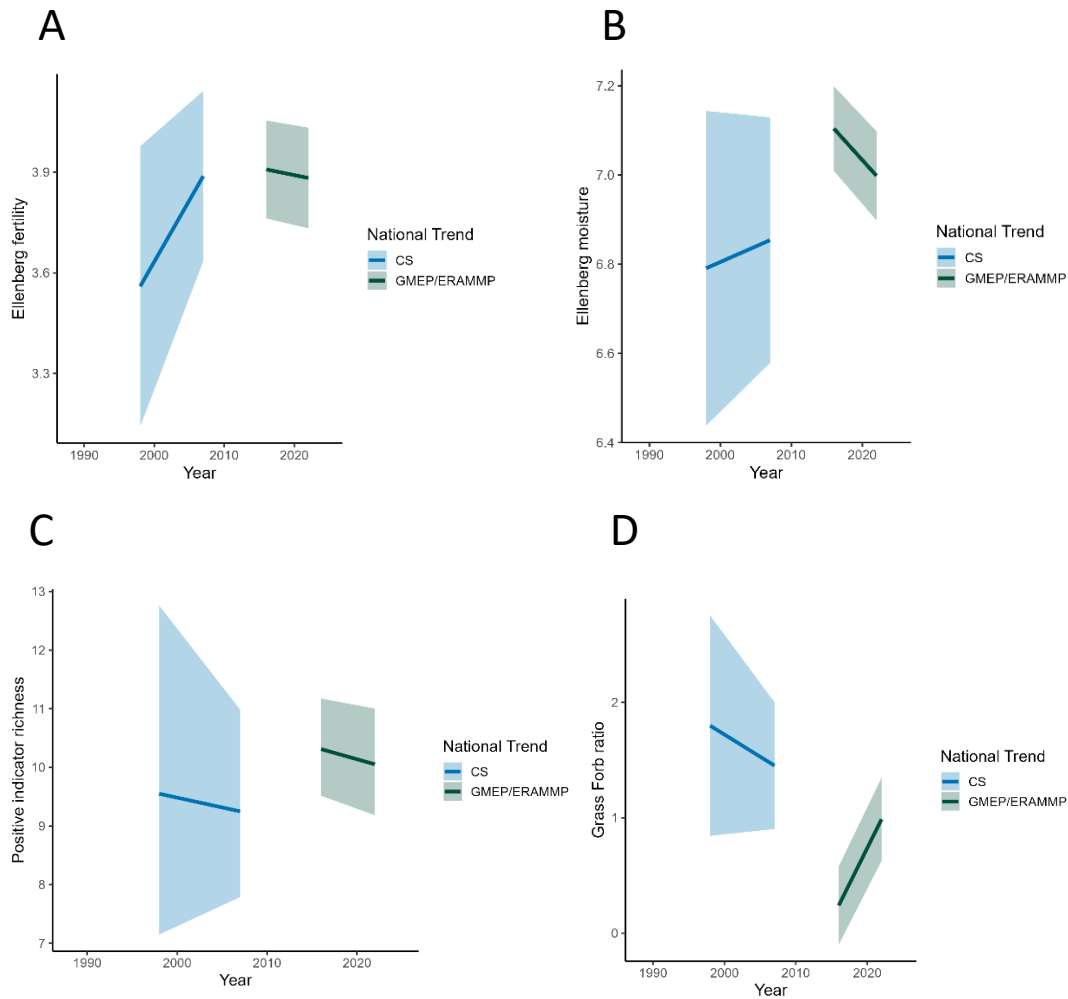 A
Ellenberg fertility
3.9
3.6
3.3
1990 2000 2010 2020
Year
National Trend
CS
GMEP/ERAMMP
B
Ellenberg moisture
7.2
7.0
6.8
6.6
6.4
1990 2000 2010 2020
Year
National Trend
CS
GMEP/ERAMMP
C
Positive indicator richness
13
12
11
10
9
8
7
1990 2000 2010 2020
Year
National Trend
CS
GMEP/ERAMMP
D
Grass Forb ratio
2
1
0
1990 2000 2010 2020
Year
National Trend
CS
GMEP/ERAMMP